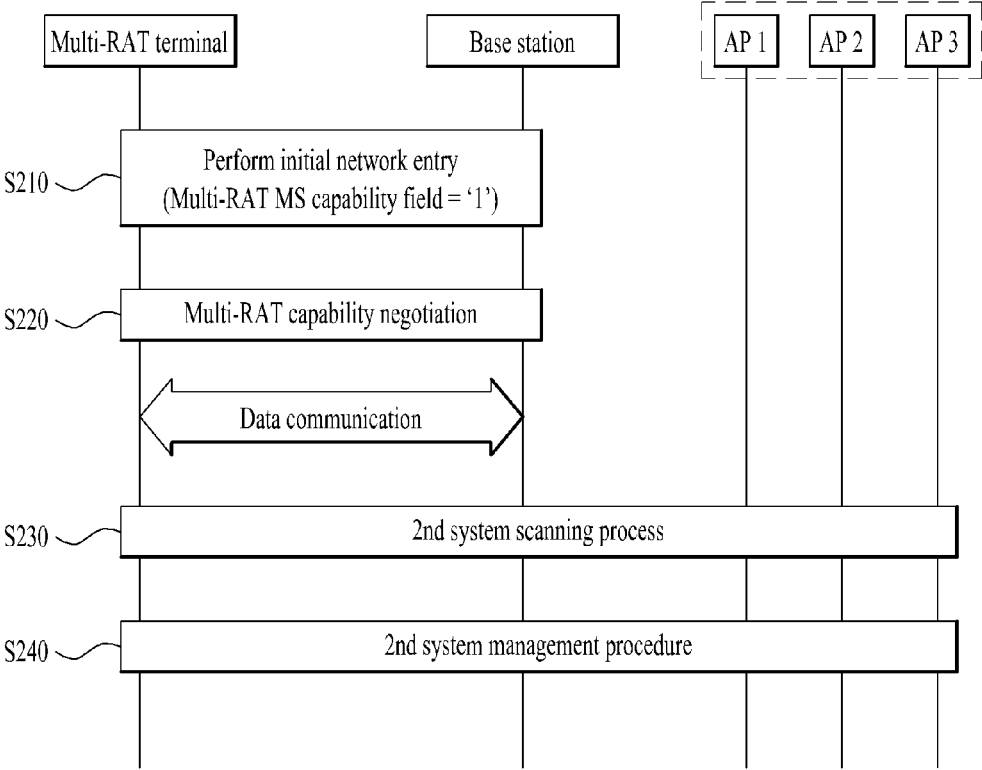 Multi-RAT terminal
Base station
AP 1
AP 2
AP 3
S210
Perform initial network entry
(Multi-RAT MS capability field = ‘1’)
S220
Multi-RAT capability negotiation
Data communication
S230
2nd system scanning process
S240
2nd system management procedure